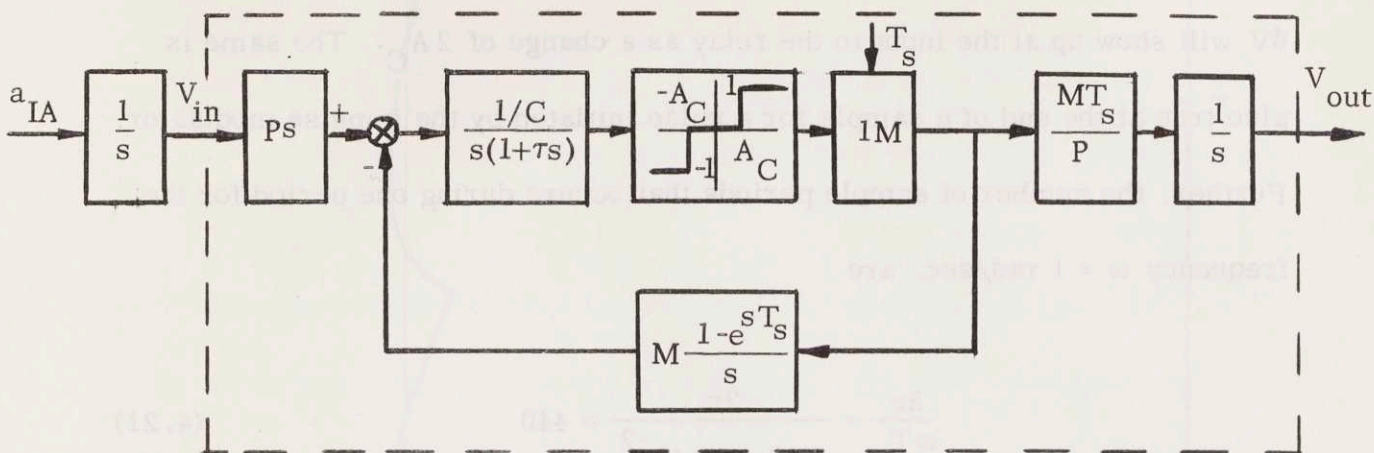 a_IA
1/s
V_in
Ps
+
-
1/C
s(1+τs)
-A_C
1
-1
A_C
T_s
1M
MT_s
P
1/s
V_out
M (1-e^{sT_s})/s